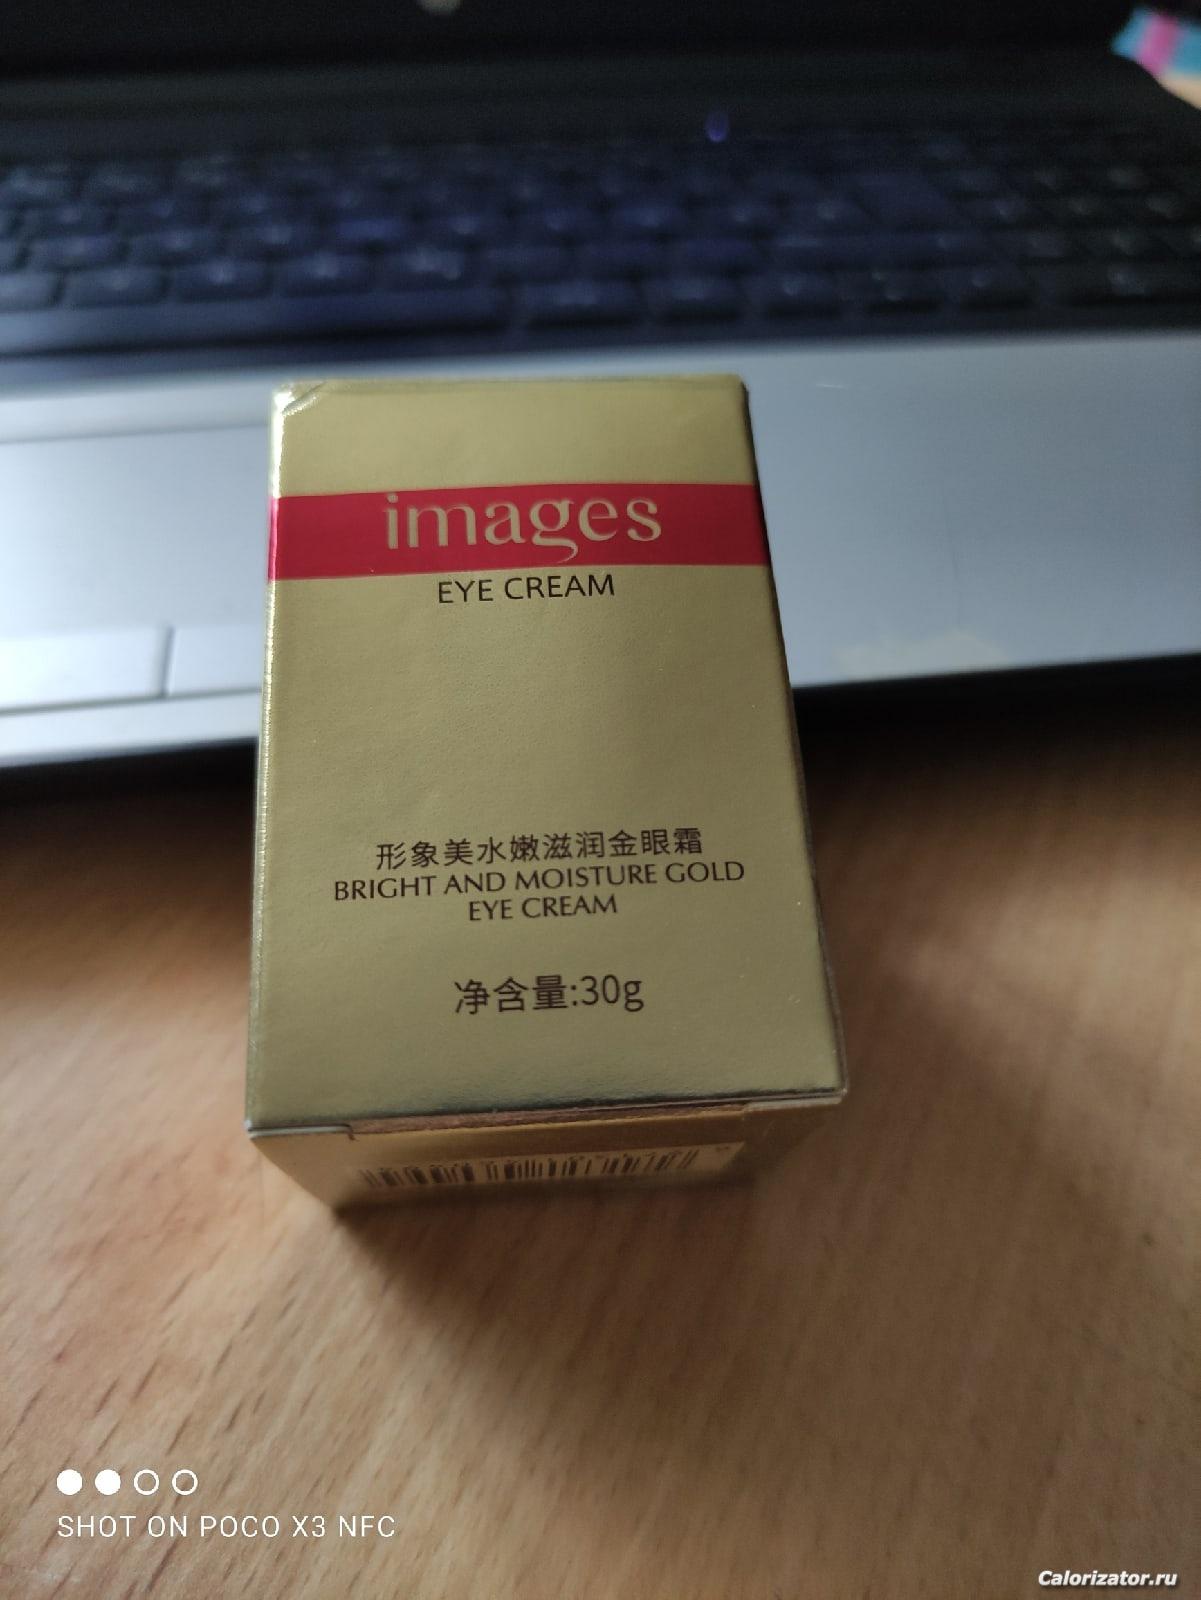 images
EYE CREAM
形象美水嫩滋润金眼霜
BRIGHT AND MOISTURE GOLD
EYE CREAM
净含量:30g
SHOT ON POCO X3 NFC
Calorizator.ru